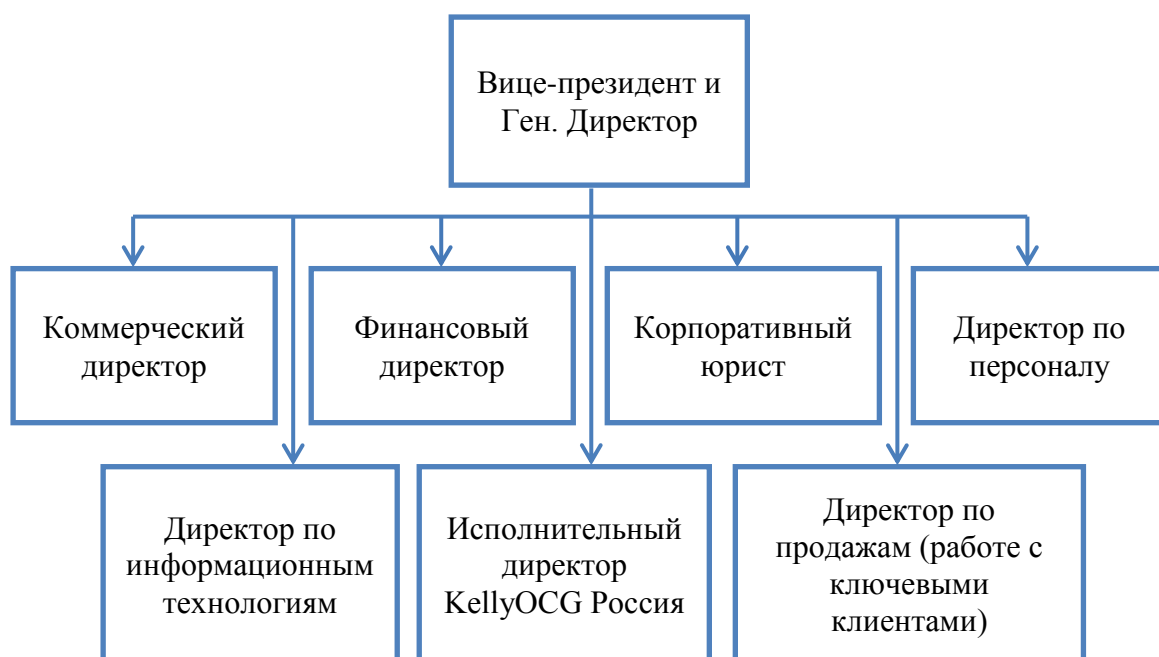 Вице-президент и
Ген. Директор
Коммерческий
директор
Финансовый
директор
Корпоративный
юрист
Директор по
персоналу
Директор по
информационным
технологиям
Исполнительный
директор
KellyOCG Россия
Директор по
продажам (работе с
ключевыми
клиентами)